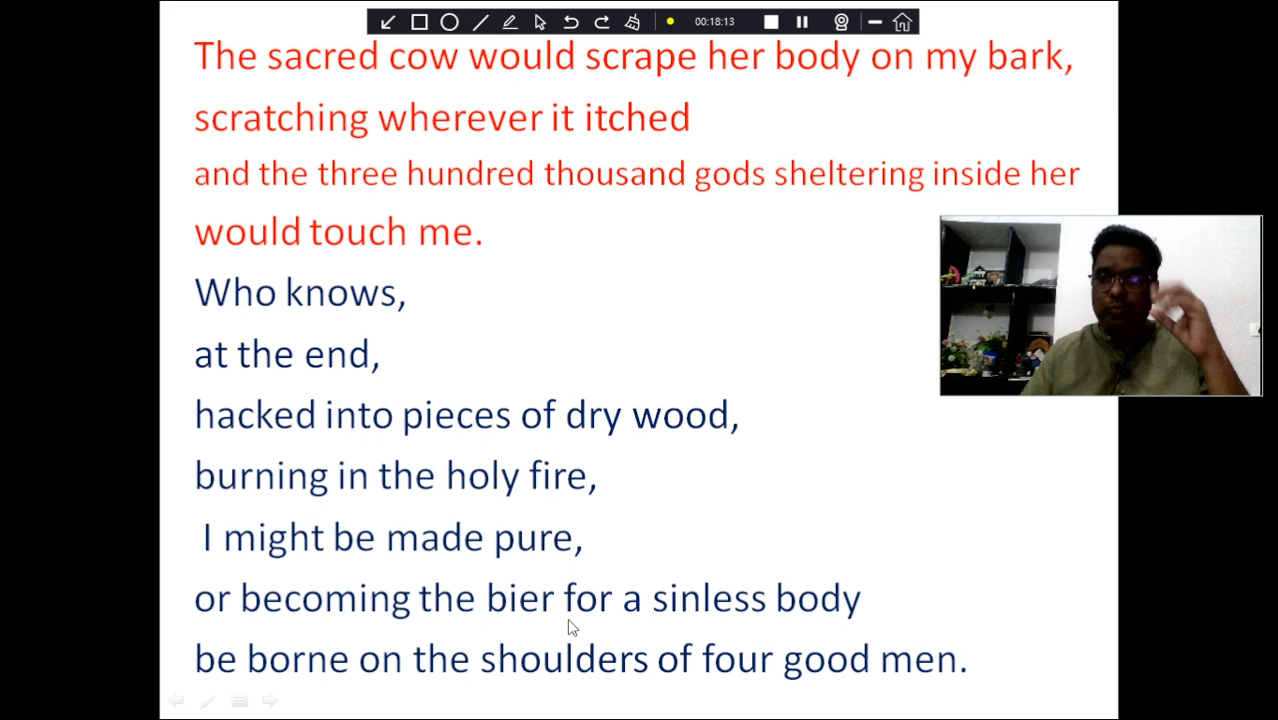 00:18:13
The sacred cow would scrape her body on my bark,
scratching wherever it itched
and the three hundred thousand gods sheltering inside her
would touch me.
Who knows,
at the end,
hacked into pieces of dry wood,
burning in the holy fire,
I might be made pure,
or becoming the bier for a sinless body
be borne on the shoulders of four good men.